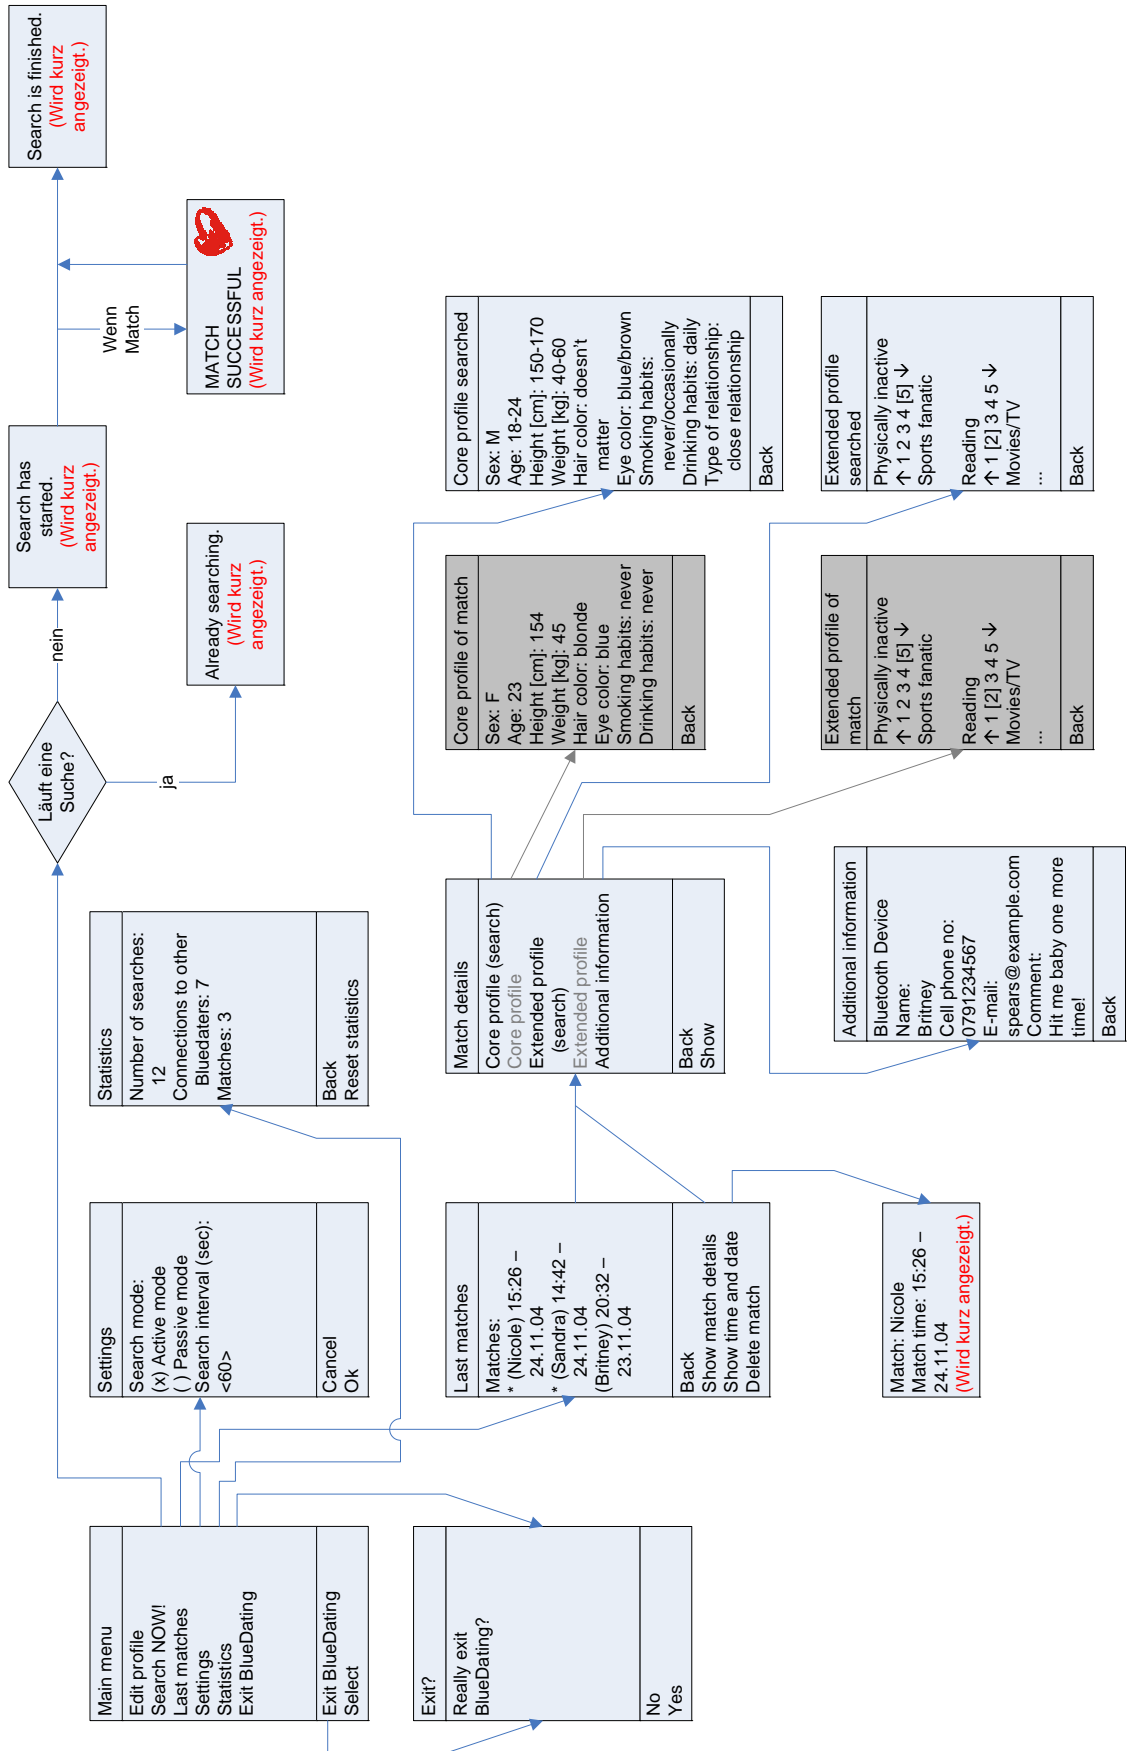 Main menu
Edit profile
Search NOW!
Last matches
Settings
Statistics
Exit BlueDating
Exit BlueDating
Select
Exit?
Really exit
BlueDating?
No
Yes
Settings
Search mode:
(x) Active mode
( ) Passive mode
Search interval (sec):
<60>
Cancel
Ok
Statistics
Number of searches:
12
Connections to other
Bluedaters: 7
Matches: 3
Back
Reset statistics
Läuft eine
Suche?
nein
ja
Search has
started.
(Wird kurz
angezeigt.)
Already searching.
(Wird kurz
angezeigt.)
Wenn
Match
MATCH
SUCCESSFUL
(Wird kurz angezeigt.)
Search is finished.
(Wird kurz
angezeigt.)
Last matches
Matches:
* (Nicole) 15:26 –
24.11.04
* (Sandra) 14:42 –
24.11.04
(Britney) 20:32 –
23.11.04
Back
Show match details
Show time and date
Delete match
Match: Nicole
Match time: 15:26 –
24.11.04
(Wird kurz angezeigt.)
Match details
Core profile (search)
Core profile
Extended profile
(search)
Extended profile
Additional information
Back
Show
Additional information
Bluetooth Device
Name:
Britney
Cell phone no:
0791234567
E-mail:
spears@example.com
Comment:
Hit me baby one more
time!
Back
Core profile of match
Sex: F
Age: 23
Height [cm]: 154
Weight [kg]: 45
Hair color: blonde
Eye color: blue
Smoking habits: never
Drinking habits: never
Back
Extended profile of
match
Physically inactive
↑ 1 2 3 4 [5] ↓
Sports fanatic
Reading
↑ 1 [2] 3 4 5 ↓
Movies/TV
...
Back
Core profile searched
Sex: M
Age: 18-24
Height [cm]: 150-170
Weight [kg]: 40-60
Hair color: doesn't
matter
Eye color: blue/brown
Smoking habits:
never/occasionally
Drinking habits: daily
Type of relationship:
close relationship
Back
Extended profile
searched
Physically inactive
↑ 1 2 3 4 [5] ↓
Sports fanatic
Reading
↑ 1 [2] 3 4 5 ↓
Movies/TV
...
Back